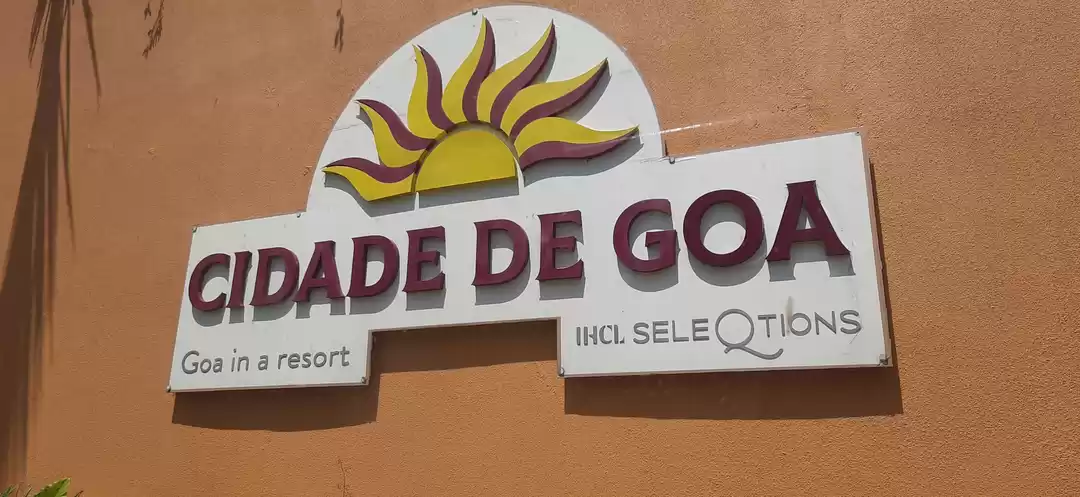 CIDADE DE GOA
Goa in a resort
IHCL SELEQTIONS